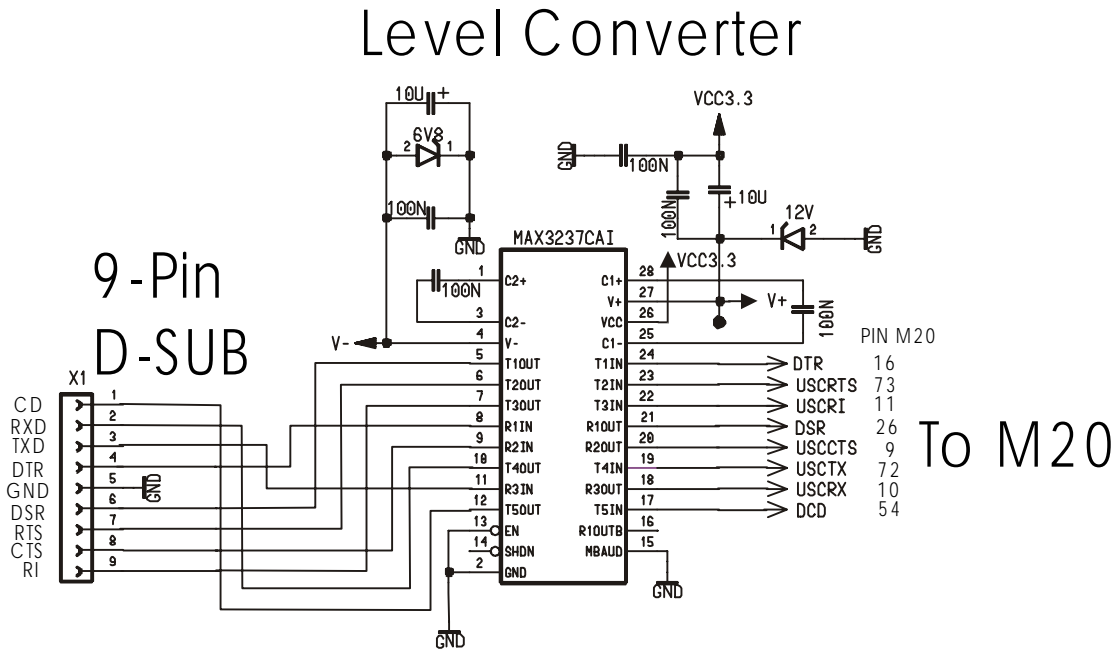 Level Converter
10U +
6V8
2 1
100N
GND
VCC3.3
GND
100N
100N
+ 10U
12V
1 2
GND
MAX3237CAI
VCC3.3
V+
100N
100N
V-
9-Pin
D-SUB
X1
CD 1
RXD 2
TXD 3
DTR 4
GND 5 GND
DSR 6
RTS 7
CTS 8
RI 9
1 C2+ C1+ 28
V+ 27
3 C2- VCC 26
4 V- C1- 25
PIN M20
5 T1OUT T1IN 24 DTR 16
6 T2OUT T2IN 23 USCRTS 73
7 T3OUT T3IN 22 USCRI 11
8 R1IN R1OUT 21 DSR 26
9 R2IN R2OUT 20 USCCTS 9
10 T4OUT T4IN 19 USCTX 72
11 R3IN R3OUT 18 USCRX 10
12 T5OUT T5IN 17 DCD 54
13 EN R1OUTB 16
14 SHDN MBAUD 15
2 GND
To M20
GND
GND